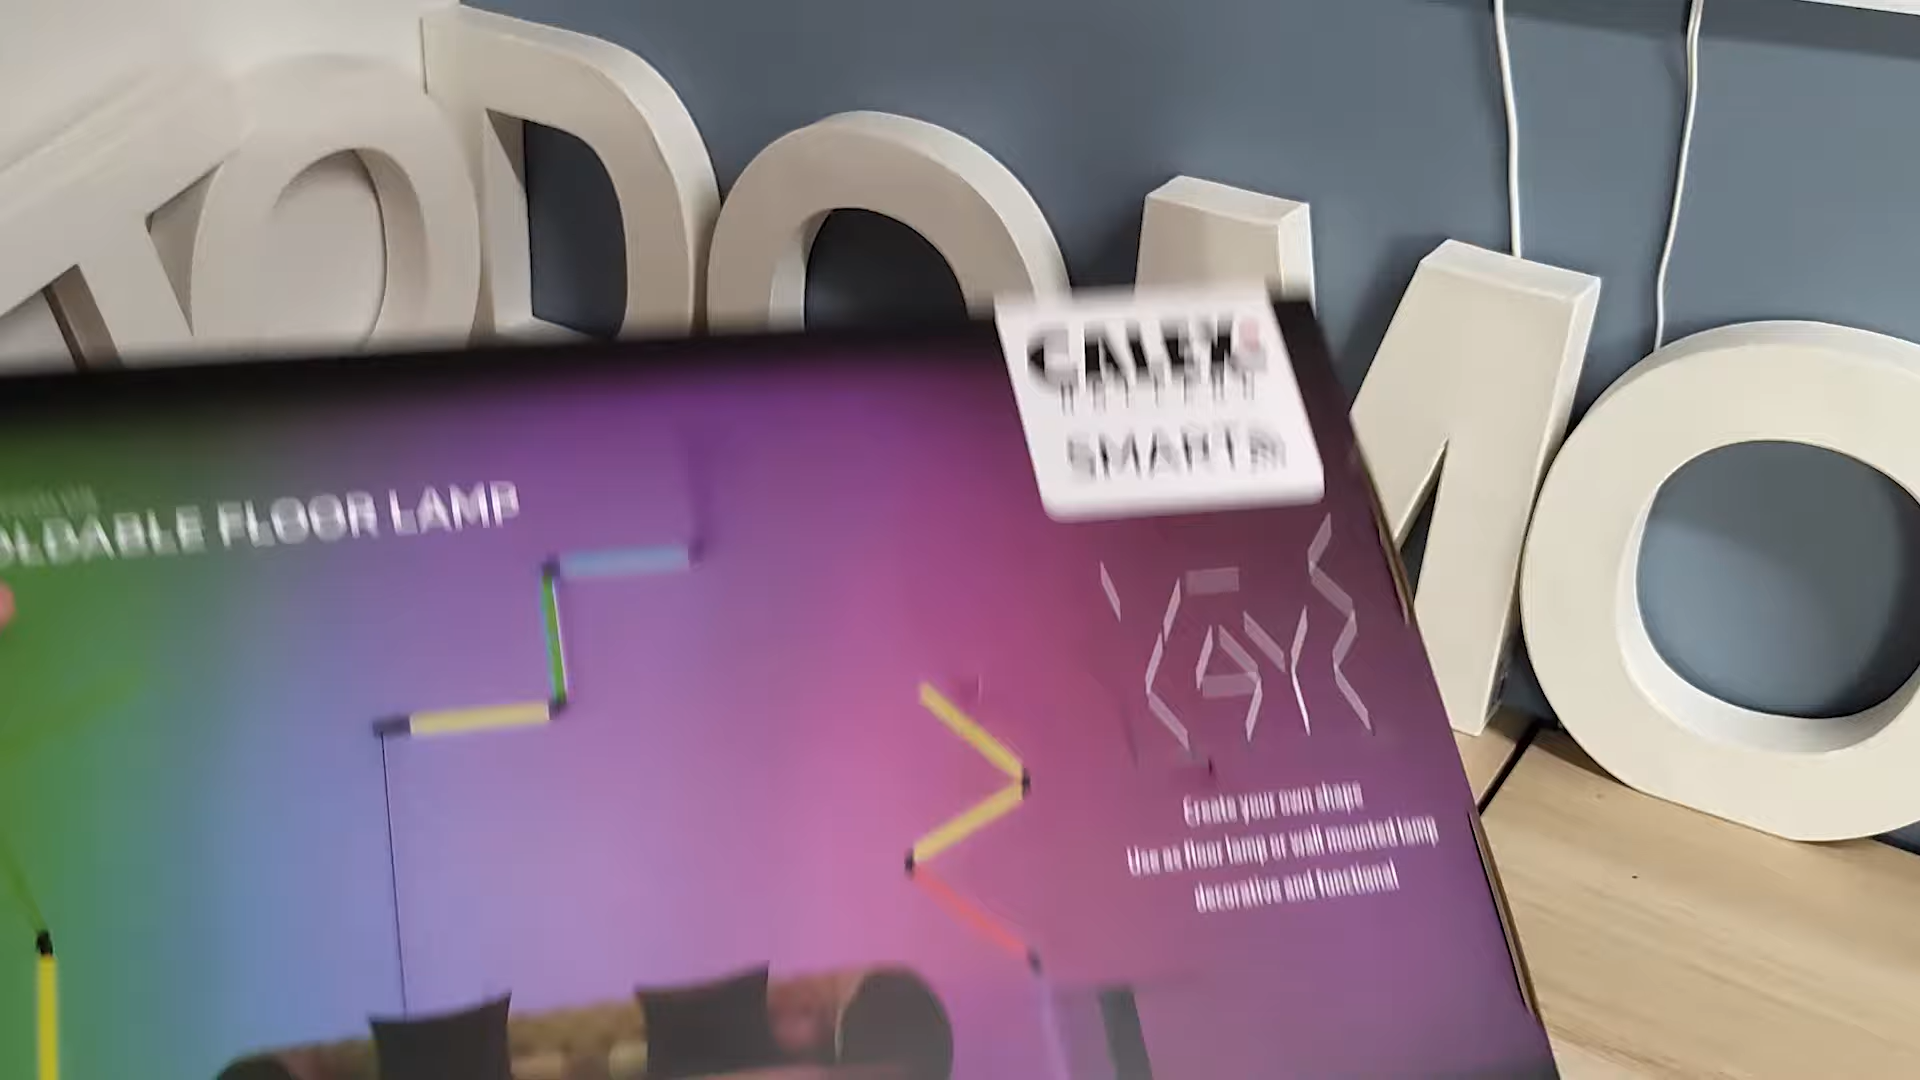 DOMO
CALEX
SMART
FLOOR LAMP
Create your own shape
Use as floor lamp or wall mounted lamp
decorative and functional